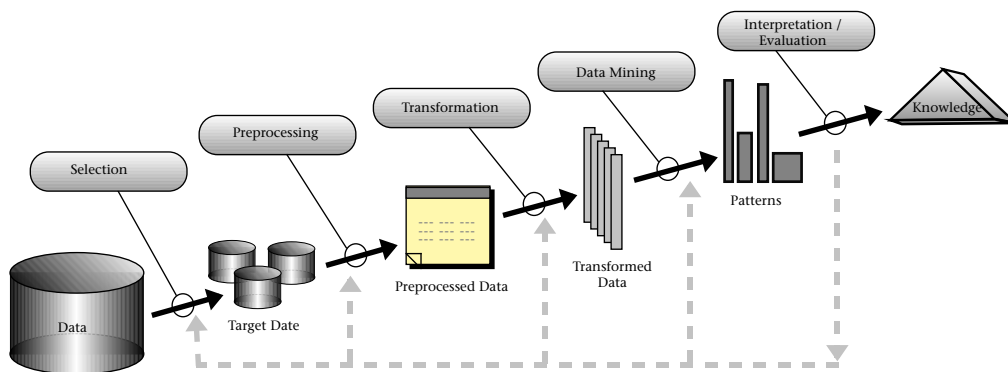 Interpretation /
Evaluation
Data Mining
Transformation
Knowledge
Preprocessing
Selection
Patterns
--- --- ---
--- --- ---
--- --- ---
Transformed
Data
Preprocessed Data
Data
Target Date